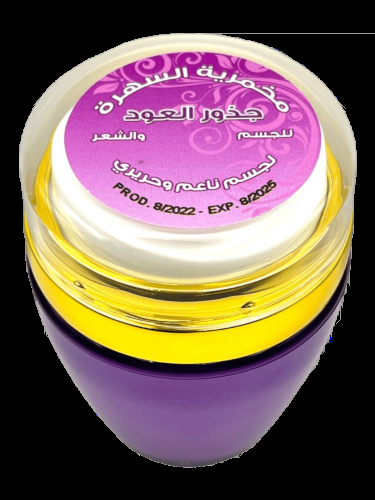 مخمرية السهرة
جذور العود
للجسم والشعر
لجسم ناعم وحريري
PROD. 8/2022 - EXP. 8/2025